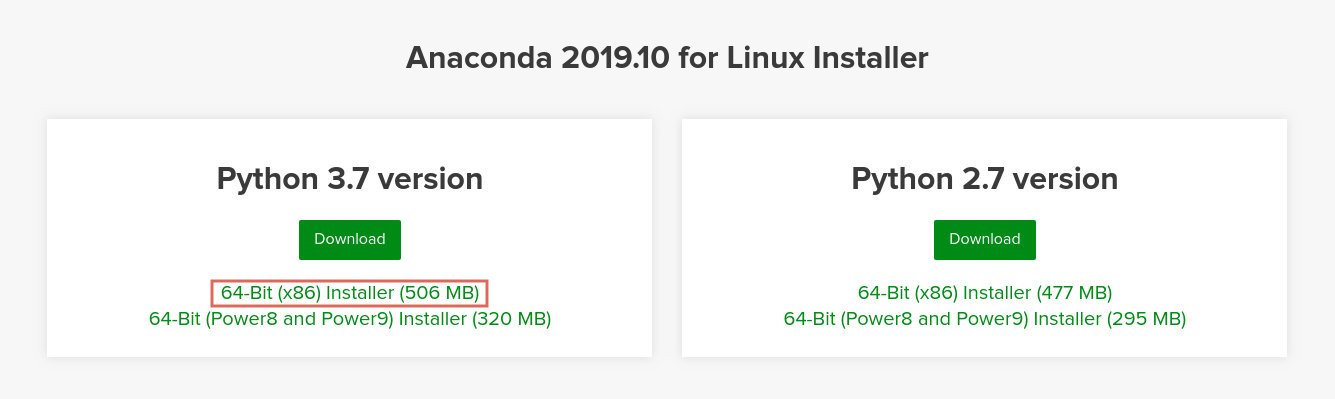 Anaconda 2019.10 for Linux Installer
Python 3.7 version
Download
64-Bit (x86) Installer (506 MB)
64-Bit (Power8 and Power9) Installer (320 MB)
Python 2.7 version
Download
64-Bit (x86) Installer (477 MB)
64-Bit (Power8 and Power9) Installer (295 MB)